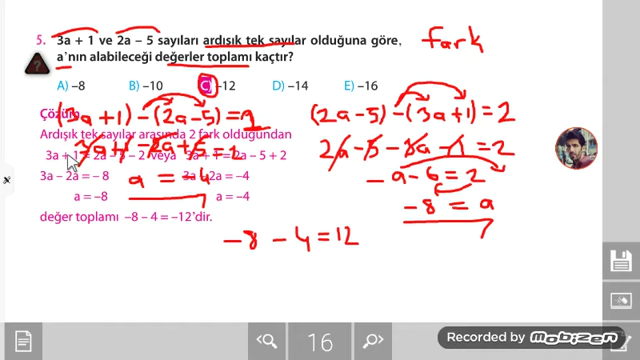 5. 3a + 1 ve 2a – 5 sayıları ardışık tek sayılar olduğuna göre,
a'nın alabileceği değerler toplamı kaçtır?
fark
A) –8 B) –10 C) –12 D) –14 E) –16
Çözüm
(3a+1) - (2a-5) = 2
Ardışık tek sayılar arasında 2 fark olduğundan
3a + 1 = 2a – 5 – 2 veya 3a + 1 = 2a – 5 + 2
3a+1 -2a+5 = 2
3a – 2a = –8 3a – 2a = –4
a = -4
a = –8 a = –4
değer toplamı –8 – 4 = –12'dir.
(2a-5) - (3a+1) = 2
2a-5-3a-1=2
-a-6=2
-8 = a
-8 - 4 = 12
16
Recorded by
mobizen